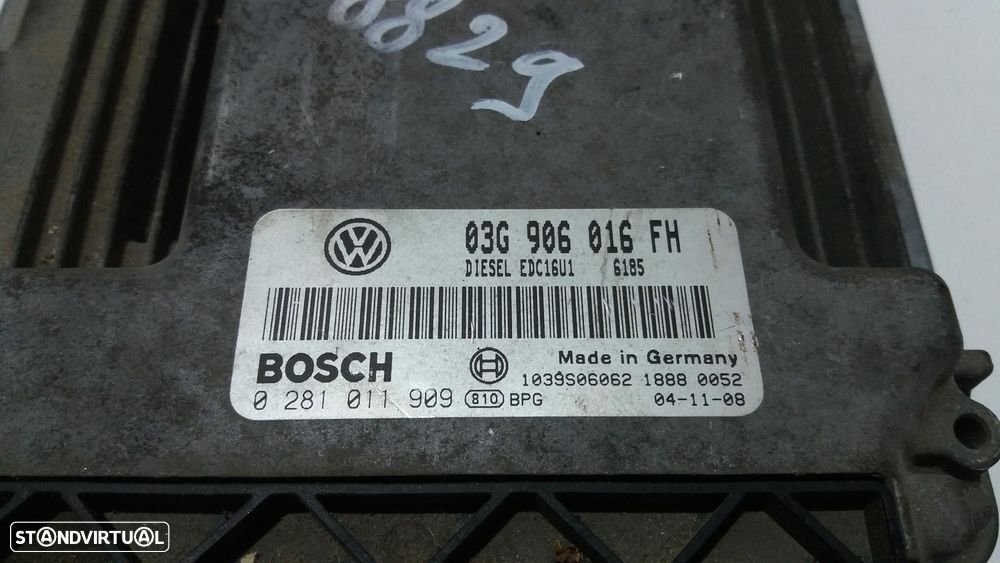 8829
03G 906 016 FH
DIESEL EDC16U1 6185
BOSCH
Made in Germany
1039S06062 1888 0052
0 281 011 909 810 BPG 04-11-08
STANDVIRTUAL